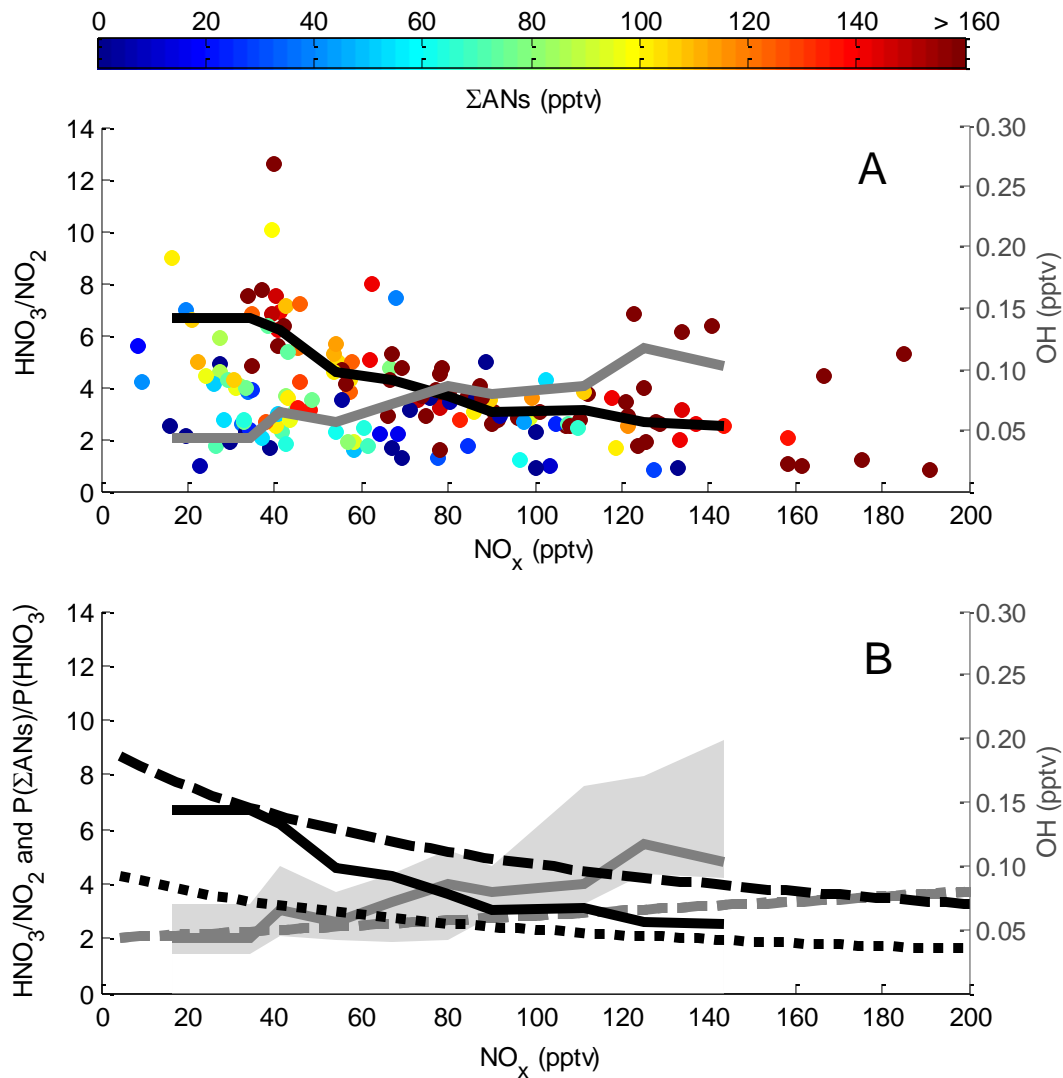 0 20 40 60 80 100 120 140 > 160
ΣANs (pptv)
A
14
12
10
8
6
4
2
0
HNO3/NO2
0.30
0.25
0.20
0.15
0.10
0.05
0
OH (pptv)
0 20 40 60 80 100 120 140 160 180 200
NOx (pptv)
B
14
12
10
8
6
4
2
0
HNO3/NO2 and P(ΣANs)/P(HNO3)
0.30
0.25
0.20
0.15
0.10
0.05
0
OH (pptv)
0 20 40 60 80 100 120 140 160 180 200
NOx (pptv)